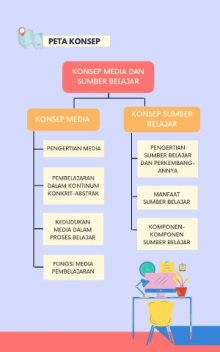 PETA KONSEP
KONSEP MEDIA DAN
SUMBER BELAJAR
KONSEP MEDIA
KONSEP SUMBER
BELAJAR
PENGERTIAN MEDIA
PEMBELAJARAN
DALAM KONTINUM
KONKRIT-ABSTRAK
KEDUDUKAN
MEDIA DALAM
PROSES BELAJAR
FUNGSI MEDIA
PEMBELAJARAN
PENGERTIAN
SUMBER BELAJAR
DAN PERKEMBANG-
ANNYA
MANFAAT
SUMBER BELAJAR
KOMPONEN-
KOMPONEN
SUMBER BELAJAR